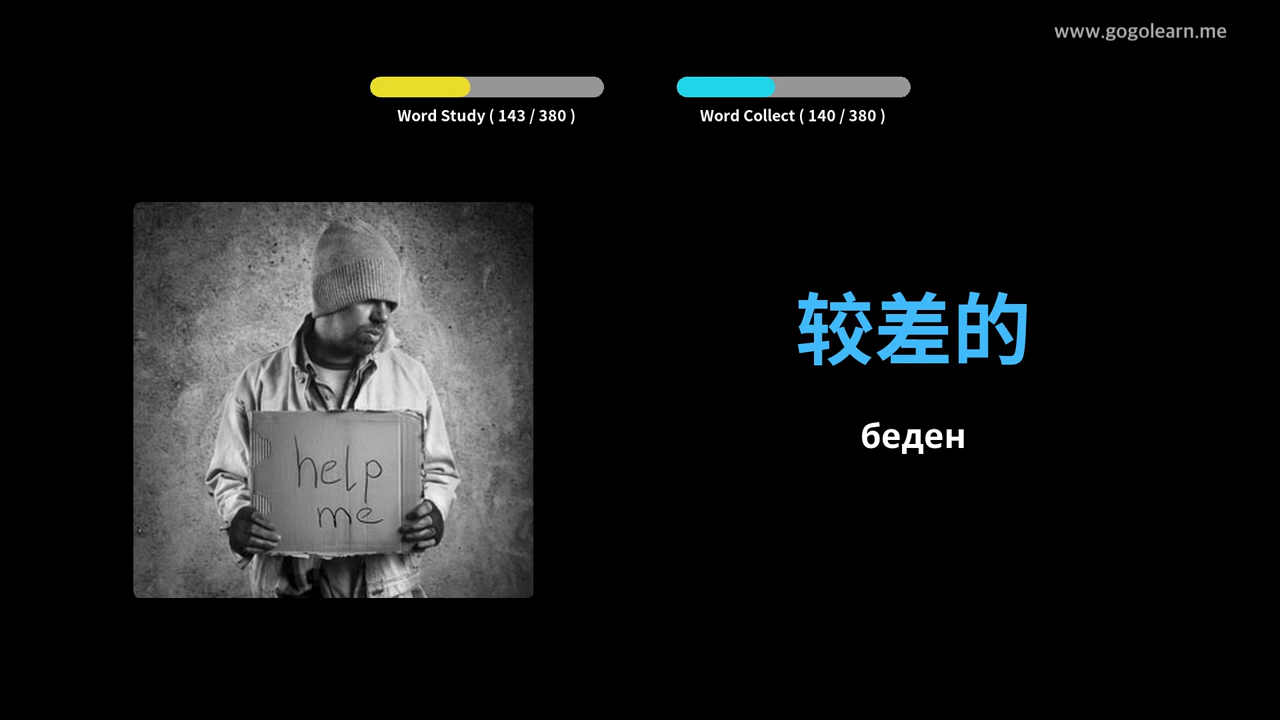 www.gogolearn.me
Word Study ( 143 / 380 )
Word Collect ( 140 / 380 )
help
me
较差的
беден